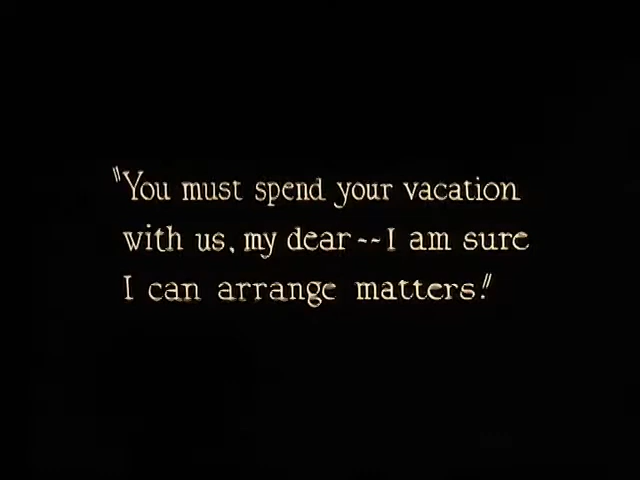 "You must spend your vacation
with us, my dear--I am sure
I can arrange matters."